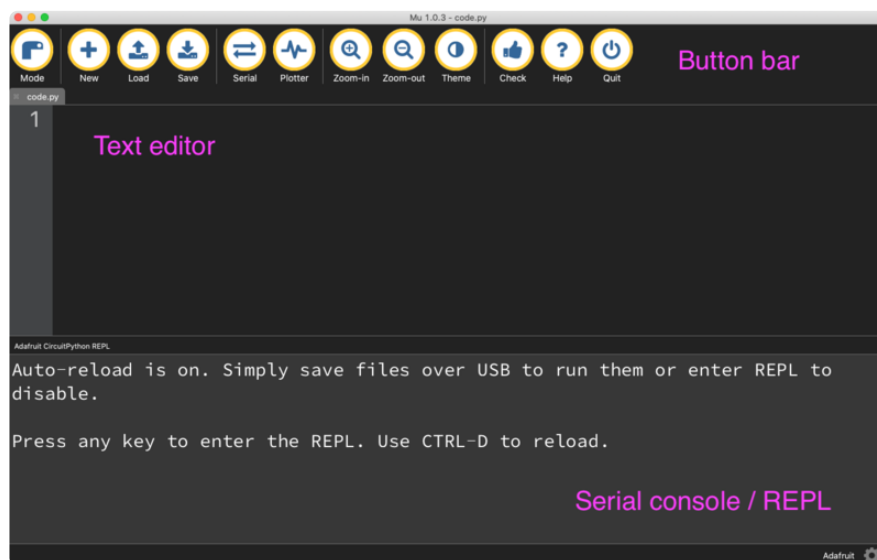 Mu 1.0.3 - code.py
Mode New Load Save Serial Plotter Zoom-in Zoom-out Theme Check Help Quit
Button bar
code.py
1
Text editor
Adafruit CircuitPython REPL
Auto-reload is on. Simply save files over USB to run them or enter REPL to
disable.
Press any key to enter the REPL. Use CTRL-D to reload.
Serial console / REPL
Adafruit